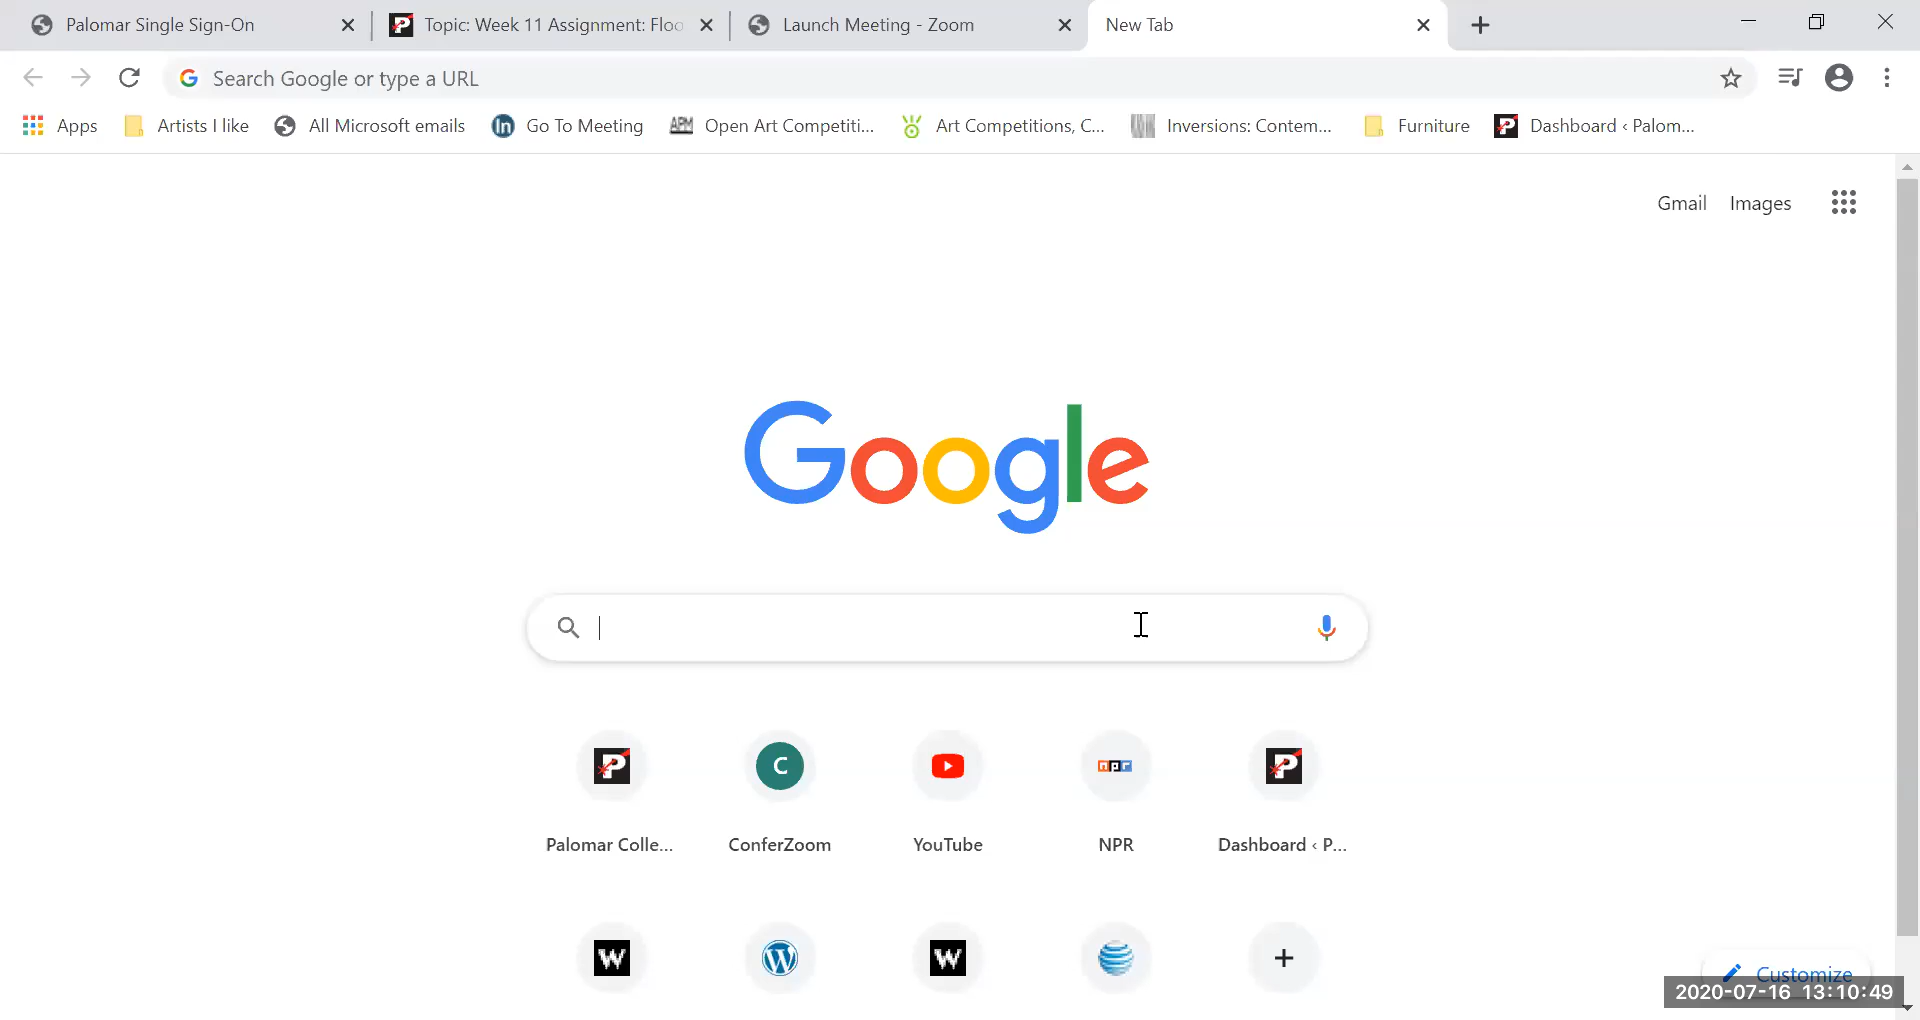 Palomar Single Sign-On
Topic: Week 11 Assignment: Floo
Launch Meeting - Zoom
New Tab
Search Google or type a URL
Apps
Artists I like
All Microsoft emails
Go To Meeting
Open Art Competiti...
Art Competitions, C...
Inversions: Contem...
Furniture
Dashboard ‹ Palom...
Gmail
Images
Google
Palomar Colle...
C
ConferZoom
YouTube
npr
NPR
Dashboard ‹ P...
Customize
2020-07-16 13:10:49